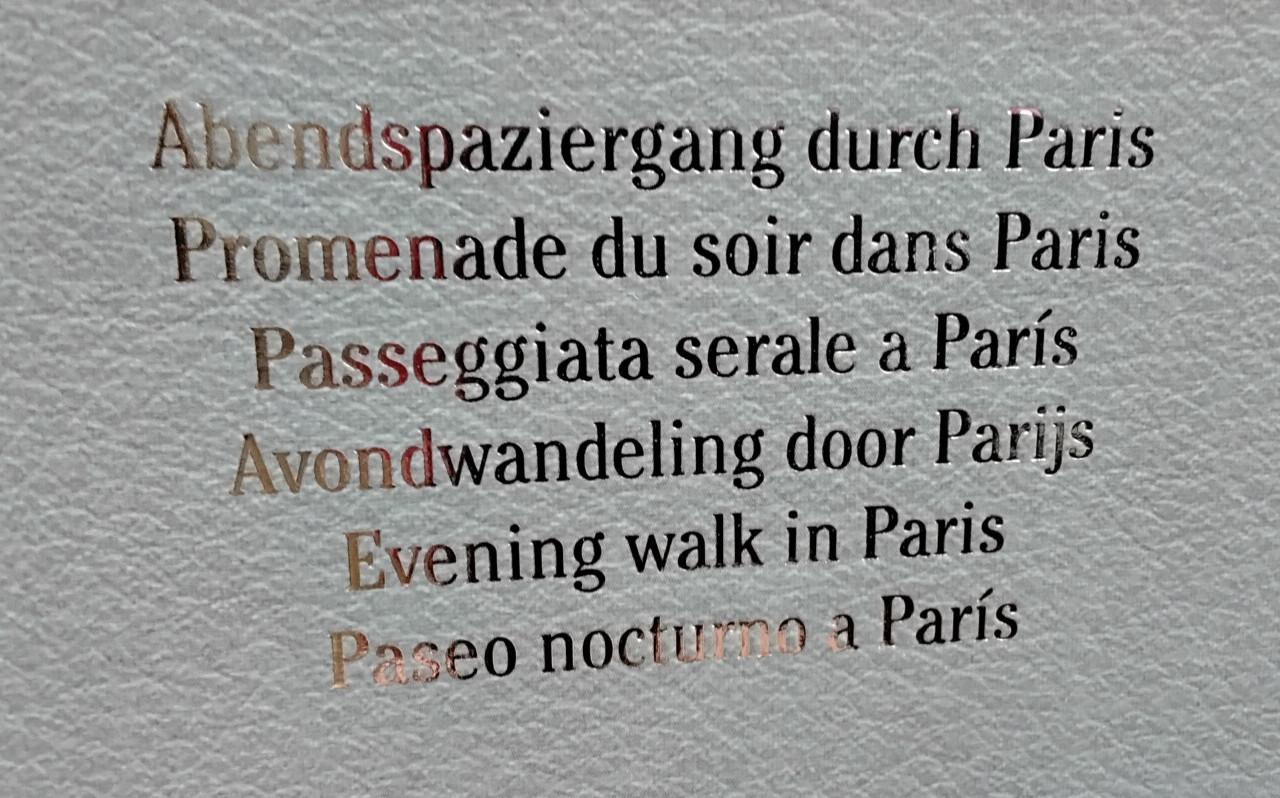 Abendspaziergang durch Paris
Promenade du soir dans Paris
Passeggiata serale a París
Avondwandeling door Parijs
Evening walk in Paris
Paseo nocturno a París